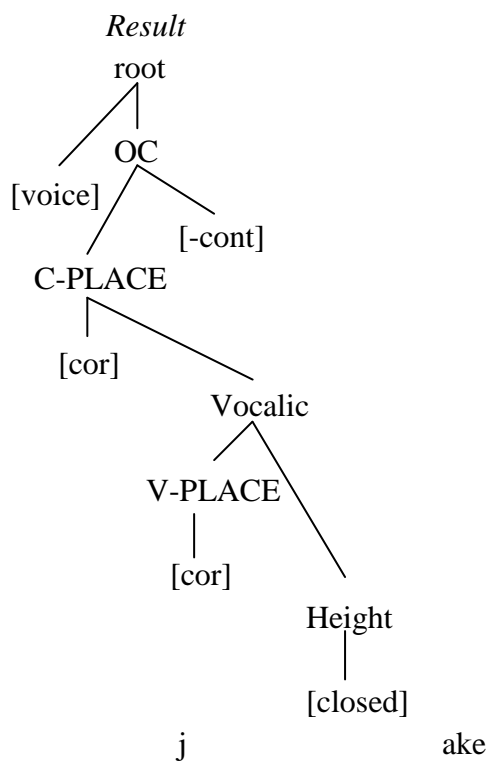 Result
root
OC
[voice]
[-cont]
C-PLACE
[cor]
Vocalic
V-PLACE
[cor]
Height
[closed]
j ake